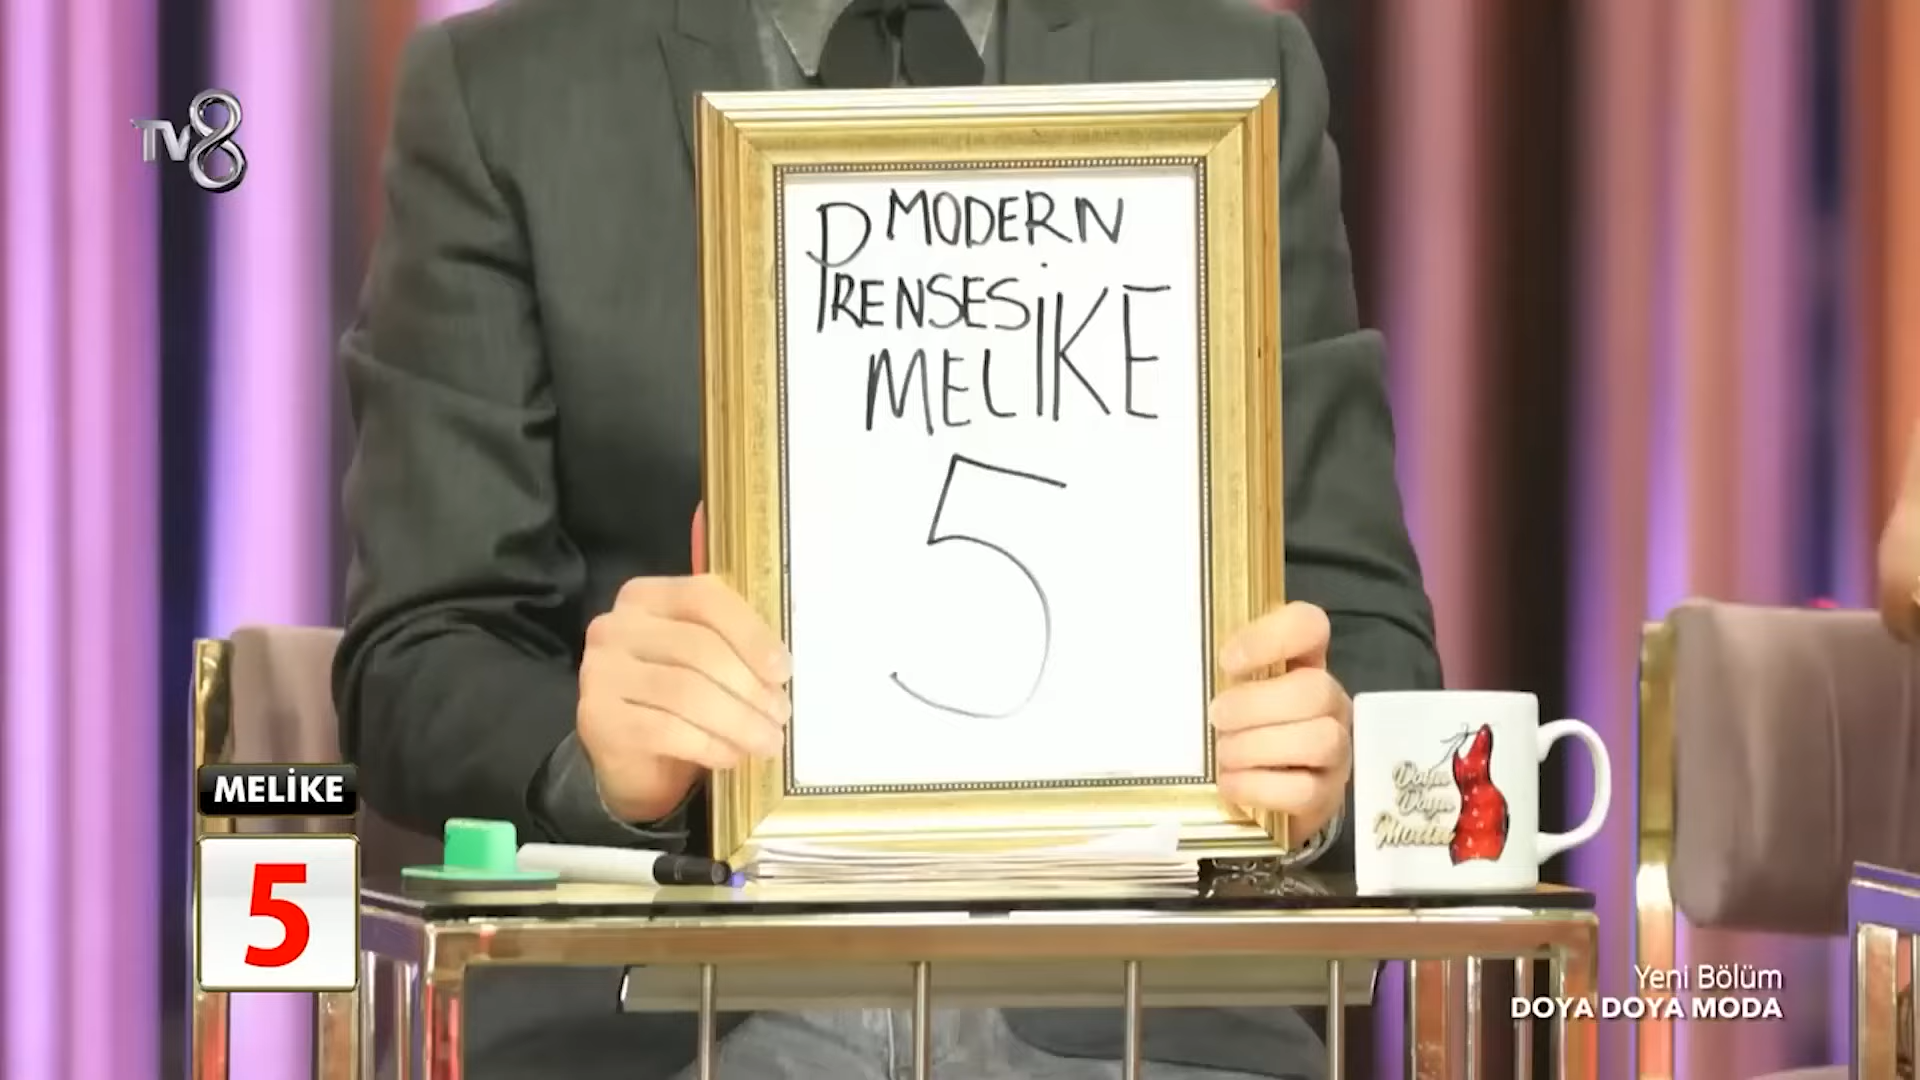 TV8
MODERN
PRENSES
MELİKE
5
MELİKE
5
Doya
Doya
Moda
Yeni Bölüm
DOYA DOYA MODA